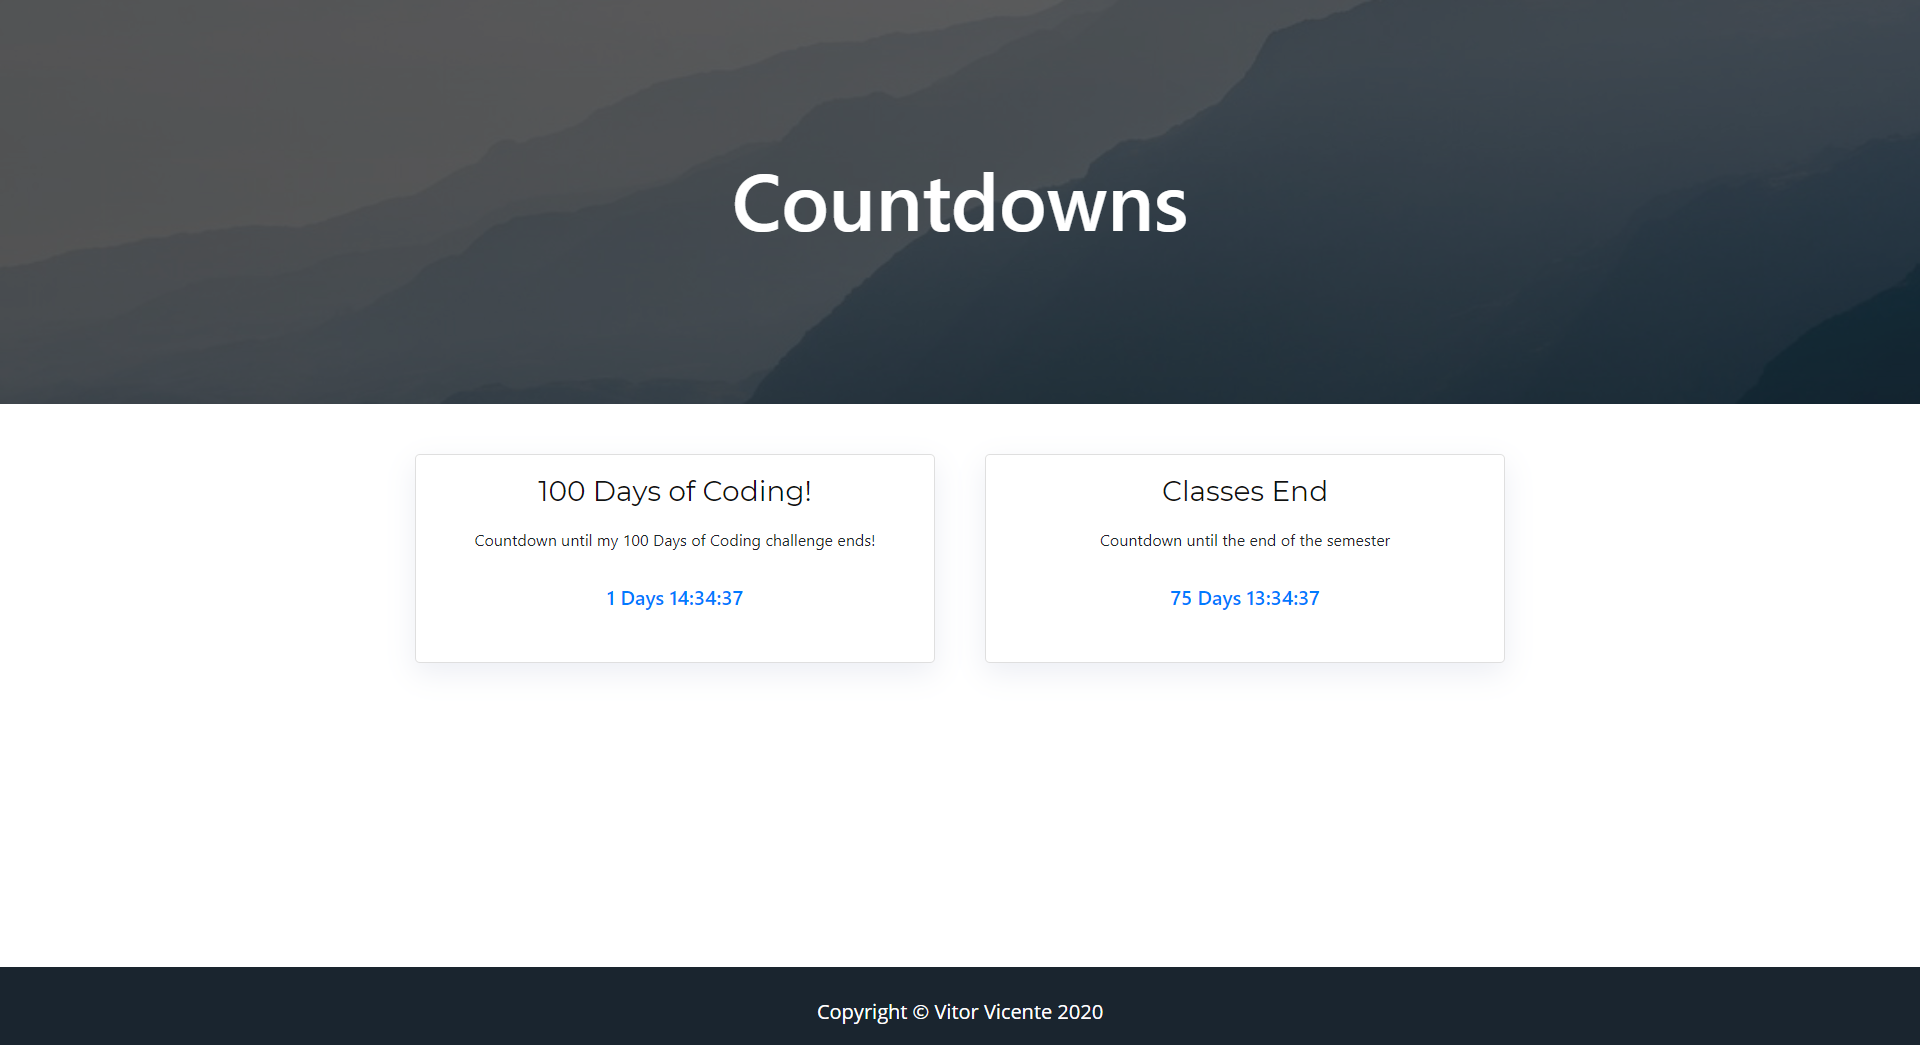 Countdowns
100 Days of Coding!
Countdown until my 100 Days of Coding challenge ends!
1 Days 14:34:37
Classes End
Countdown until the end of the semester
75 Days 13:34:37
Copyright © Vitor Vicente 2020